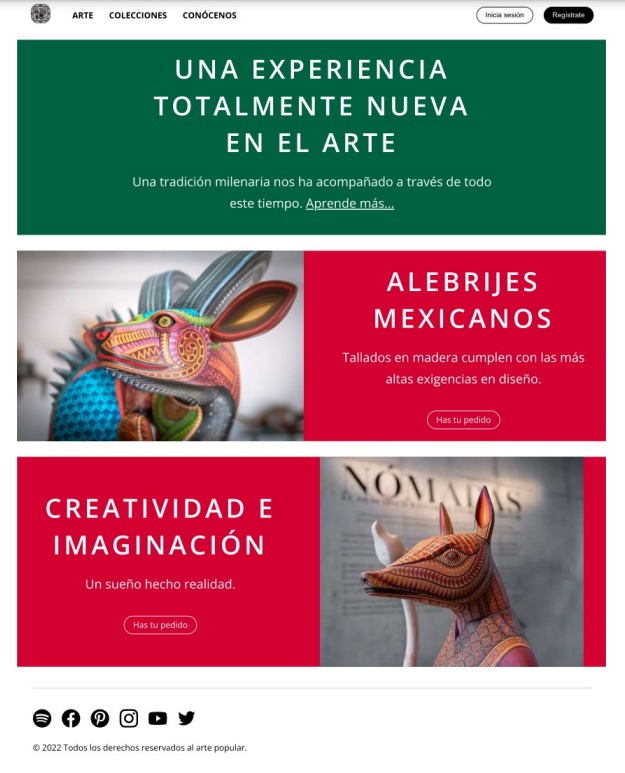 ARTE COLECCIONES CONÓCENOS Inicia sesión Regístrate
UNA EXPERIENCIA
TOTALMENTE NUEVA
EN EL ARTE
Una tradición milenaria nos ha acompañado a través de todo
este tiempo. Aprende más...
ALEBRIJES
MEXICANOS
Tallados en madera cumplen con las más
altas exigencias en diseño.
Has tu pedido
CREATIVIDAD E
IMAGINACIÓN
Un sueño hecho realidad.
Has tu pedido
NÓMADAS
© 2022 Todos los derechos reservados al arte popular.